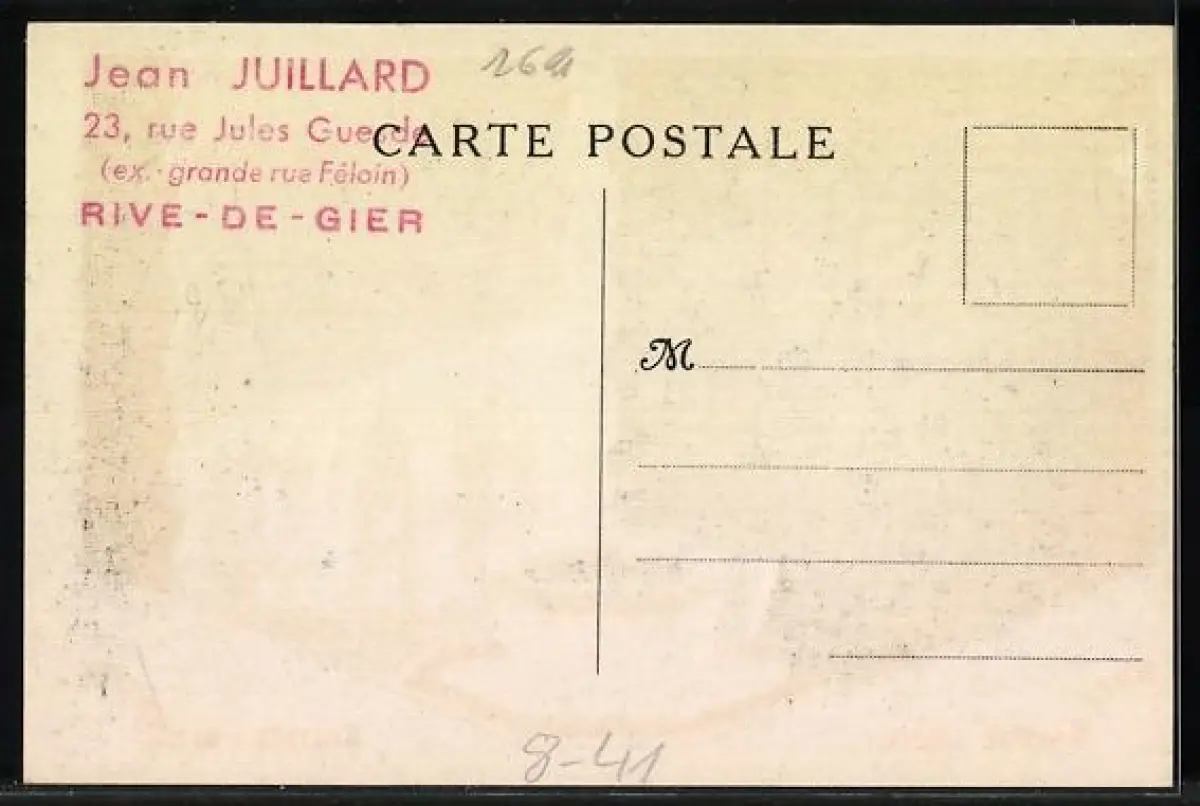 Jean JUILLARD
23, rue Jules Guesde
(ex. grande rue Féloin)
RIVE-DE-GIER
CARTE POSTALE
M
8-41